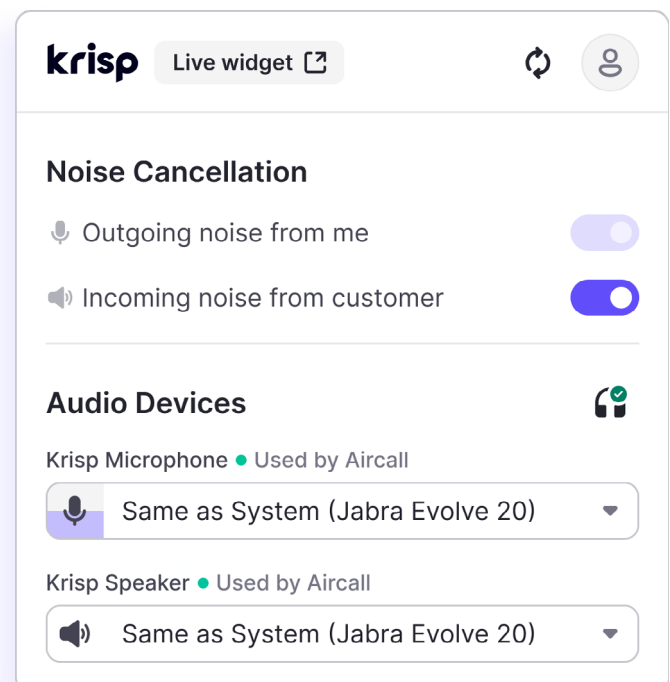 krisp
Live widget
Noise Cancellation
Outgoing noise from me
Incoming noise from customer
Audio Devices
Krisp Microphone ● Used by Aircall
Same as System (Jabra Evolve 20)
Krisp Speaker ● Used by Aircall
Same as System (Jabra Evolve 20)